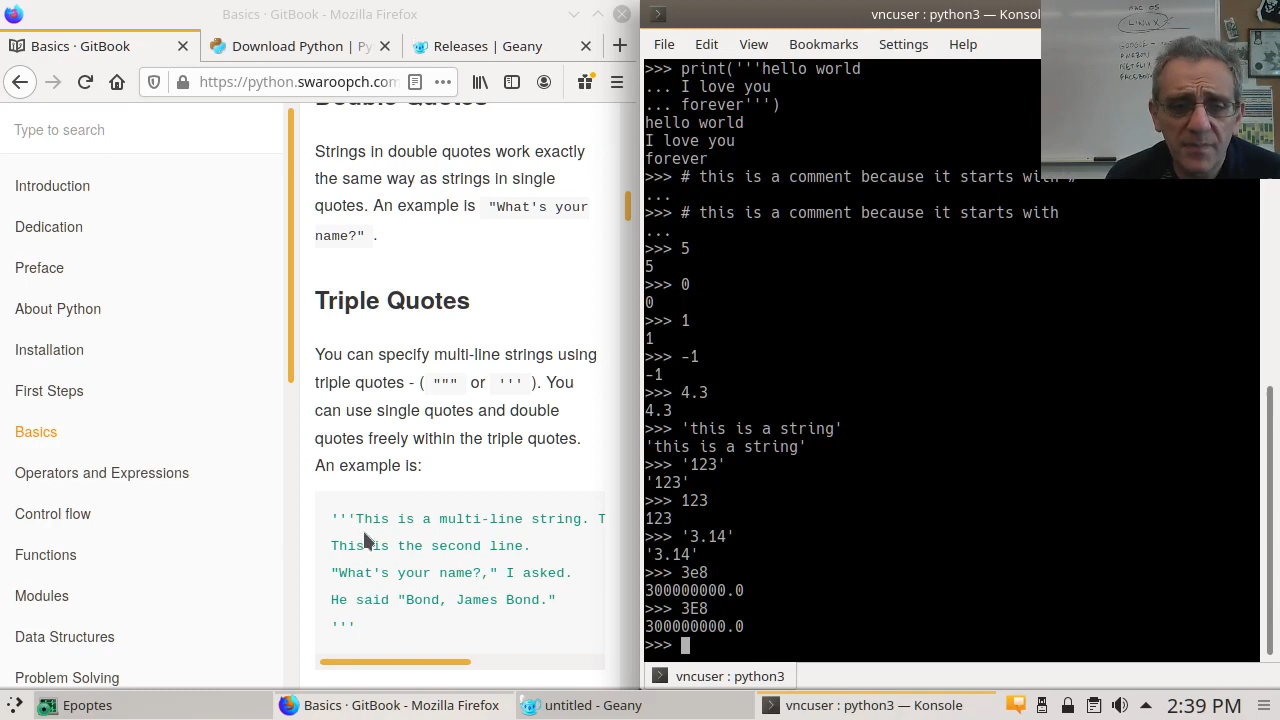 Basics · GitBook - Mozilla Firefox
vncuser : python3 — Konsol
Basics · GitBook
Download Python | Py
Releases | Geany
https://python.swaroopch.com
File Edit View Bookmarks Settings Help
Type to search
Introduction
Dedication
Preface
About Python
Installation
First Steps
Basics
Operators and Expressions
Control flow
Functions
Modules
Data Structures
Problem Solving
Double Quotes
Strings in double quotes work exactly
the same way as strings in single
quotes. An example is "What's your
name?" .
Triple Quotes
You can specify multi-line strings using
triple quotes - ( """ or ''' ). You
can use single quotes and double
quotes freely within the triple quotes.
An example is:
'''This is a multi-line string. T
This is the second line.
"What's your name?," I asked.
He said "Bond, James Bond."
'''
>>> print('''hello world
... I love you
... forever''')
hello world
I love you
forever
>>> # this is a comment because it starts with #
...
>>> # this is a comment because it starts with
...
>>> 5
5
>>> 0
0
>>> 1
1
>>> -1
-1
>>> 4.3
4.3
>>> 'this is a string'
'this is a string'
>>> '123'
'123'
>>> 123
123
>>> '3.14'
'3.14'
>>> 3e8
300000000.0
>>> 3E8
300000000.0
>>>
vncuser : python3
MAC OS
LINUX
Epoptes
Basics · GitBook - Mozilla Firefox
untitled - Geany
vncuser : python3 — Konsole
2:39 PM